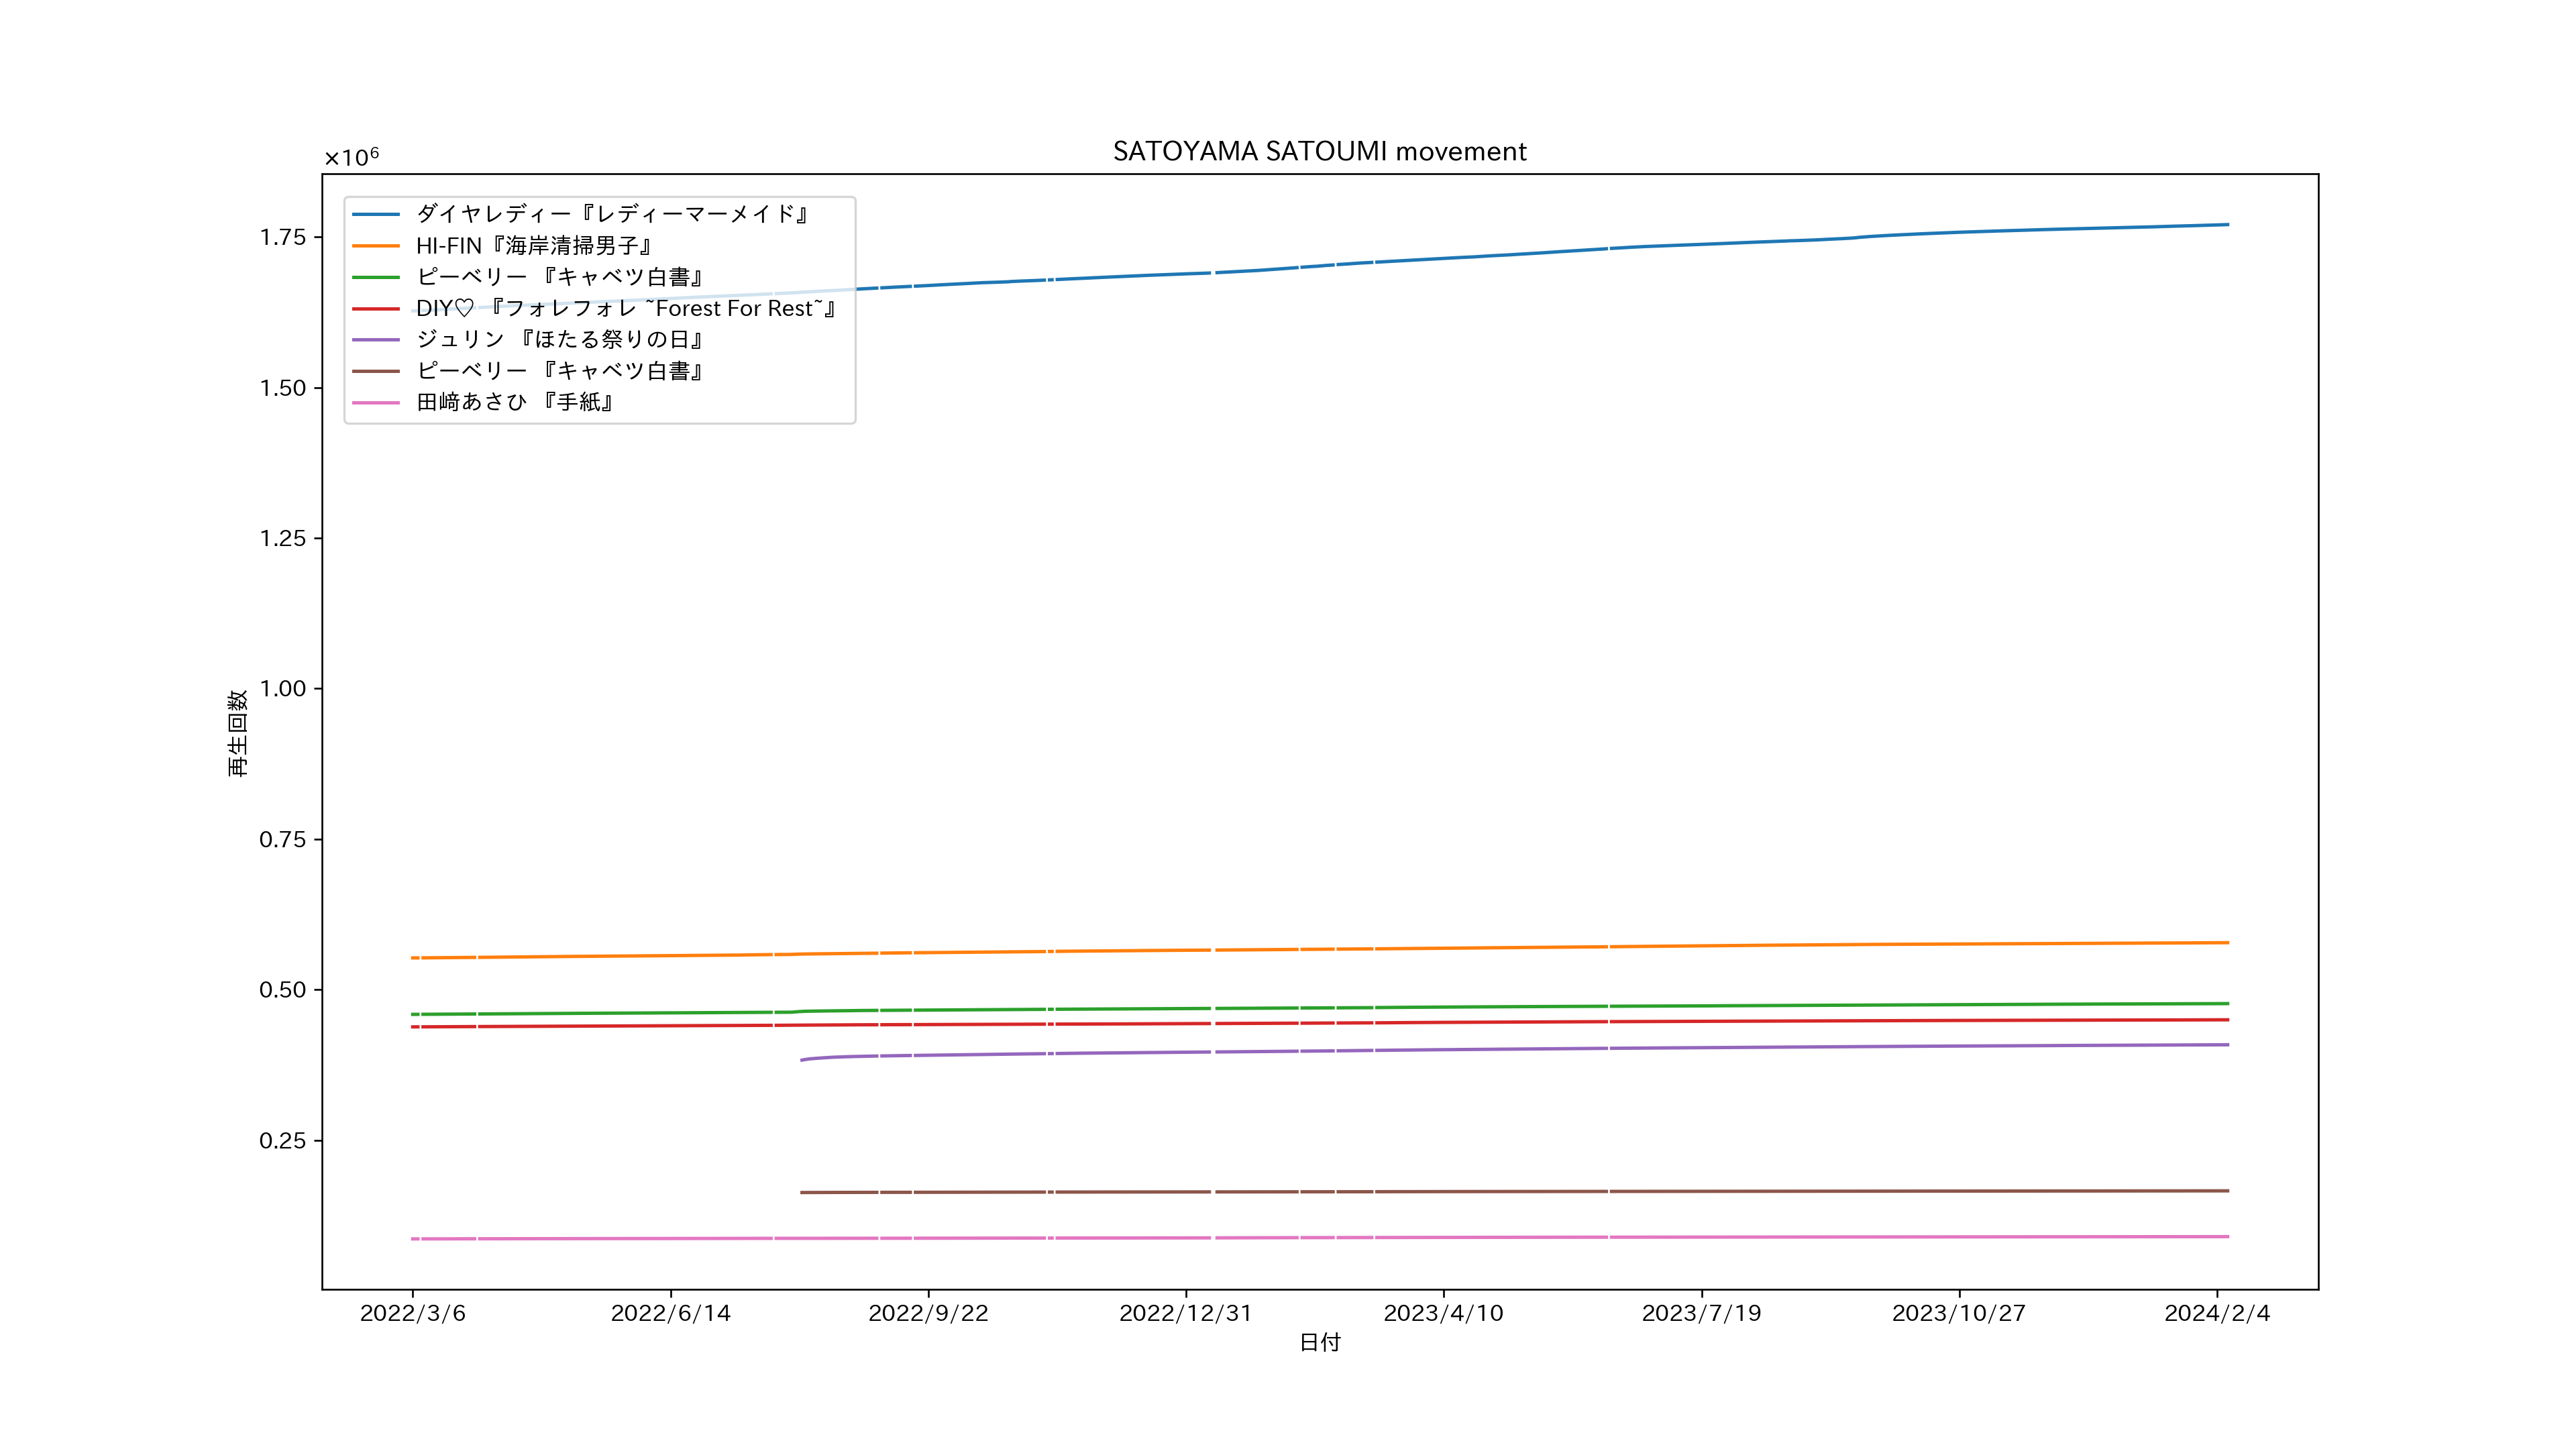 SATOYAMA SATOUMI movement
×10⁶
ダイヤレディー『レディーマーメイド』
HI-FIN『海岸清掃男子』
ピーベリー 『キャベツ白書』
DIY♡ 『フォレフォレ ~Forest For Rest~』
ジュリン 『ほたる祭りの日』
ピーベリー 『キャベツ白書』
田﨑あさひ 『手紙』
1.75
1.50
1.25
1.00
0.75
0.50
0.25
再生回数
2022/3/6 2022/6/14 2022/9/22 2022/12/31 2023/4/10 2023/7/19 2023/10/27 2024/2/4
日付